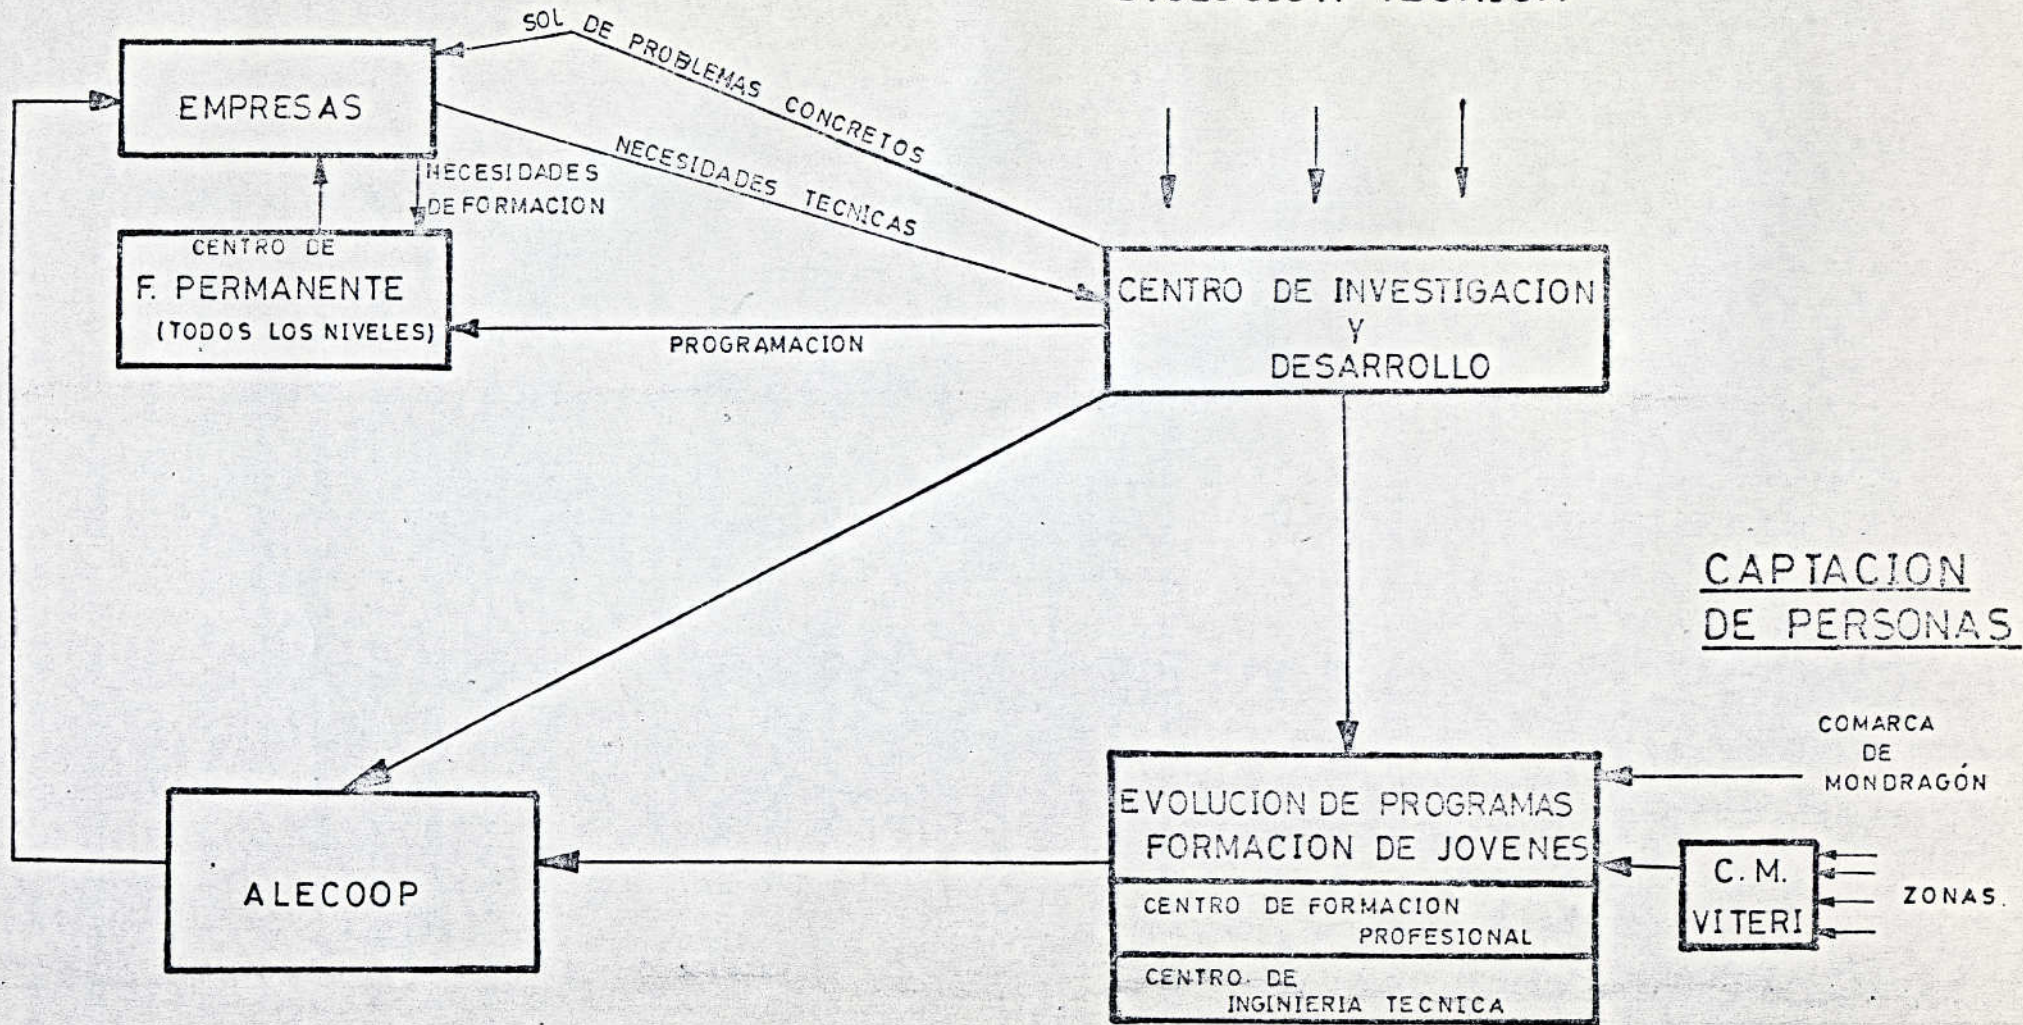 SOL DE PROBLEMAS CONCRETOS
EMPRESAS
NECESIDADES TECNICAS
NECESIDADES
DE FORMACION
CENTRO DE
F. PERMANENTE
(TODOS LOS NIVELES)
PROGRAMACION
CENTRO DE INVESTIGACION
Y
DESARROLLO
CAPTACION
DE PERSONAS
COMARCA
DE
MONDRAGÓN
EVOLUCION DE PROGRAMAS
FORMACION DE JOVENES
CENTRO DE FORMACION
PROFESIONAL
CENTRO. DE
INGINIERIA TECNICA
C. M.
VITERI
ZONAS.
ALECOOP